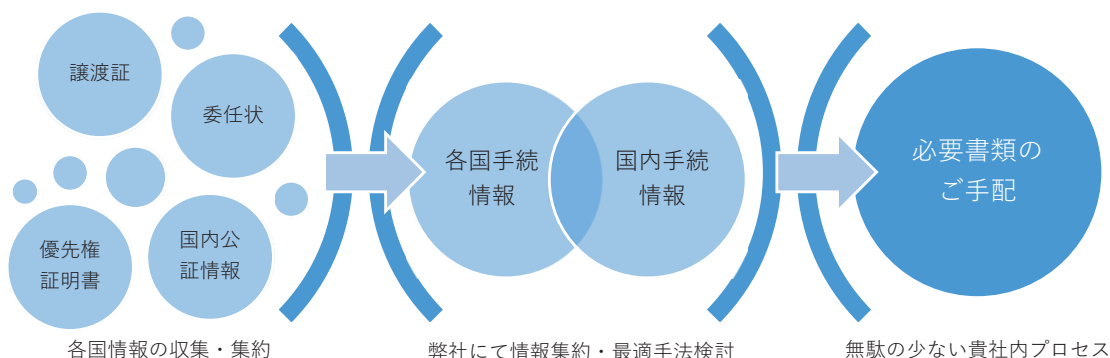 譲渡証
委任状
優先権
証明書
国内公
証情報
各国手続
情報
国内手続
情報
必要書類の
ご手配
各国情報の収集・集約
弊社にて情報集約・最適手法検討
無駄の少ない貴社内プロセス